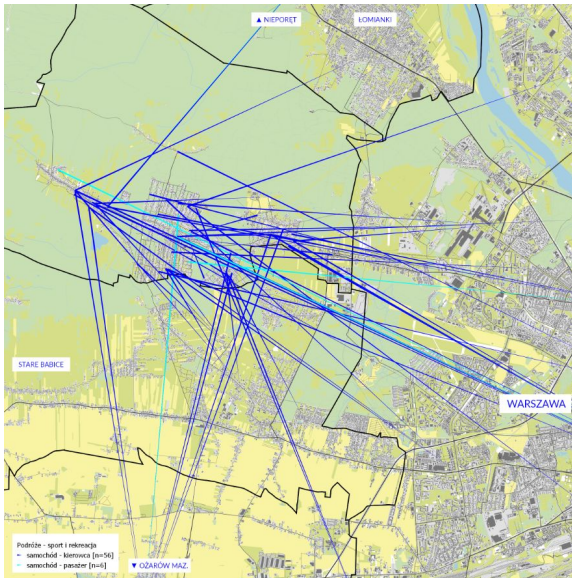 ▲ NIEPORĘT
ŁOMIANKI
STARE BABICE
WARSZAWA
Podróże - sport i rekreacja
samochód - kierowca [n=56]
samochód - pasażer [n=6]
▼ OŻARÓW MAZ.